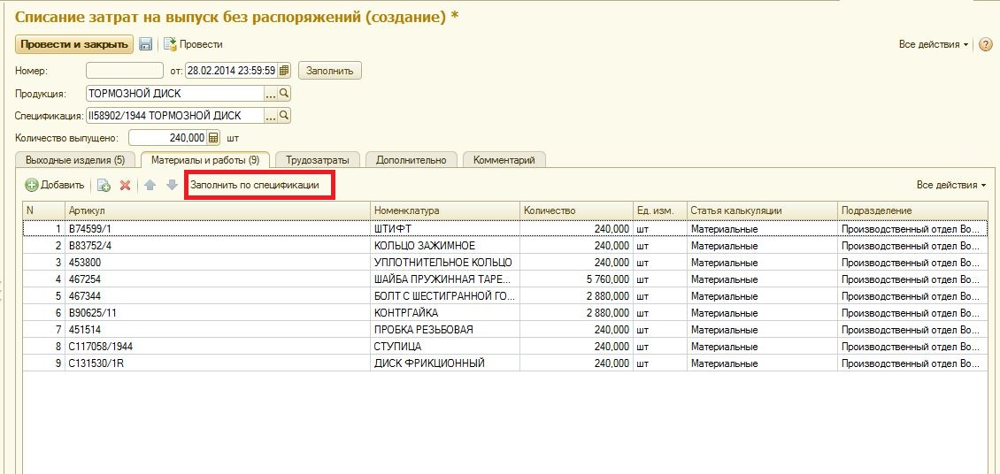 Списание затрат на выпуск без распоряжений (создание) *
Провести и закрыть Провести Все действия ?
Номер: от: 28.02.2014 23:59:59 Заполнить
Продукция: ТОРМОЗНОЙ ДИСК ...
Спецификация: II58902/1944 ТОРМОЗНОЙ ДИСК ...
Количество выпущено: 240,000 шт
Выходные изделия (5) Материалы и работы (9) Трудозатраты Дополнительно Комментарий
Добавить Заполнить по спецификации Все действия
N Артикул Номенклатура Количество Ед. изм. Статья калькуляции Подразделение
1 B74599/1 ШТИФТ 240,000 шт Материальные Производственный отдел Во...
2 B83752/4 КОЛЬЦО ЗАЖИМНОЕ 240,000 шт Материальные Производственный отдел Во...
3 453800 УПЛОТНИТЕЛЬНОЕ КОЛЬЦО 240,000 шт Материальные Производственный отдел Во...
4 467254 ШАЙБА ПРУЖИННАЯ ТАРЕ... 5 760,000 шт Материальные Производственный отдел Во...
5 467344 БОЛТ С ШЕСТИГРАННОЙ ГО... 2 880,000 шт Материальные Производственный отдел Во...
6 B90625/11 КОНТРГАЙКА 2 880,000 шт Материальные Производственный отдел Во...
7 451514 ПРОБКА РЕЗЬБОВАЯ 240,000 шт Материальные Производственный отдел Во...
8 C117058/1944 СТУПИЦА 240,000 шт Материальные Производственный отдел Во...
9 C131530/1R ДИСК ФРИКЦИОННЫЙ 240,000 шт Материальные Производственный отдел Во...